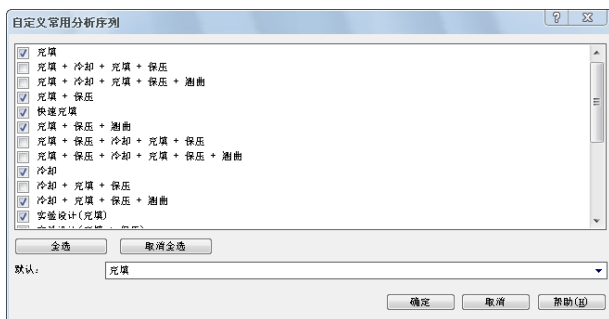 自定义常用分析序列
充填
充填 + 冷却 + 充填 + 保压
充填 + 冷却 + 充填 + 保压 + 翘曲
充填 + 保压
快速充填
充填 + 保压 + 翘曲
充填 + 保压 + 冷却 + 充填 + 保压
充填 + 保压 + 冷却 + 充填 + 保压 + 翘曲
冷却
冷却 + 充填 + 保压
冷却 + 充填 + 保压 + 翘曲
实验设计(充填)
全选 取消全选
默认： 充填
确定 取消 帮助(H)